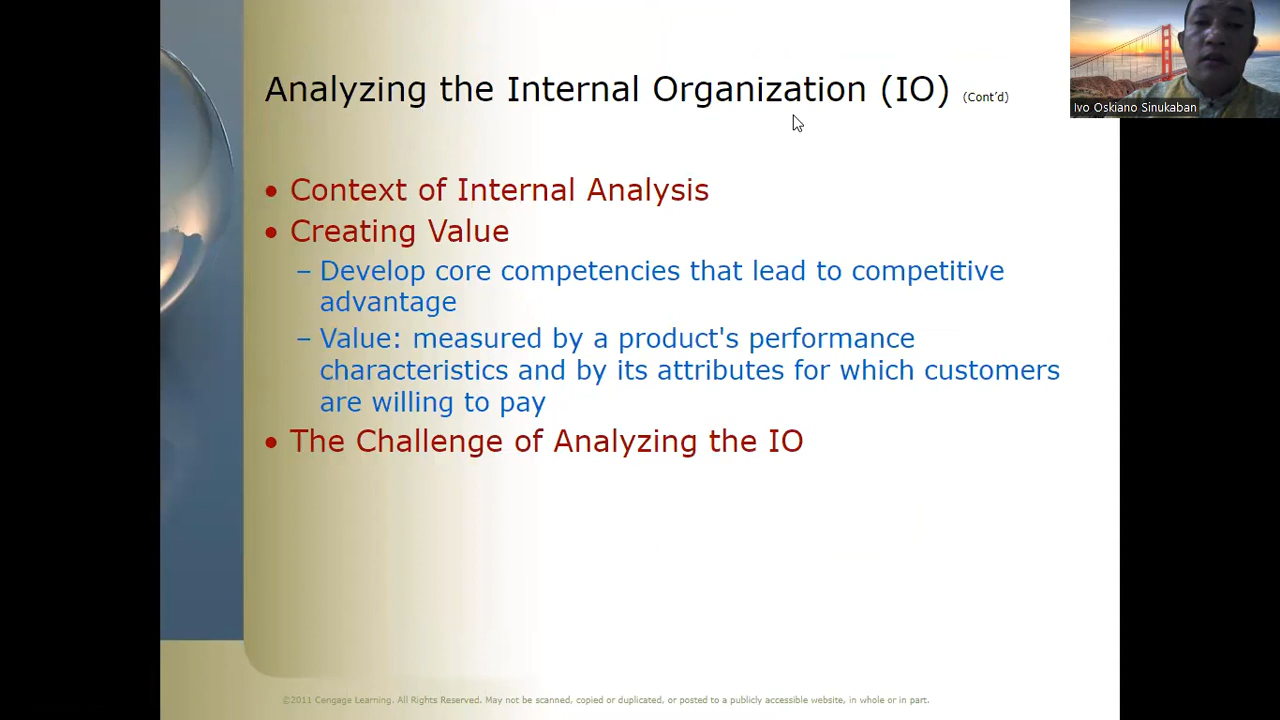 Analyzing the Internal Organization (IO) (Cont'd)
Ivo Oskiano Sinukaban
• Context of Internal Analysis
• Creating Value
– Develop core competencies that lead to competitive
advantage
– Value: measured by a product's performance
characteristics and by its attributes for which customers
are willing to pay
• The Challenge of Analyzing the IO
©2011 Cengage Learning. All Rights Reserved. May not be scanned, copied or duplicated, or posted to a publicly accessible website, in whole or in part.